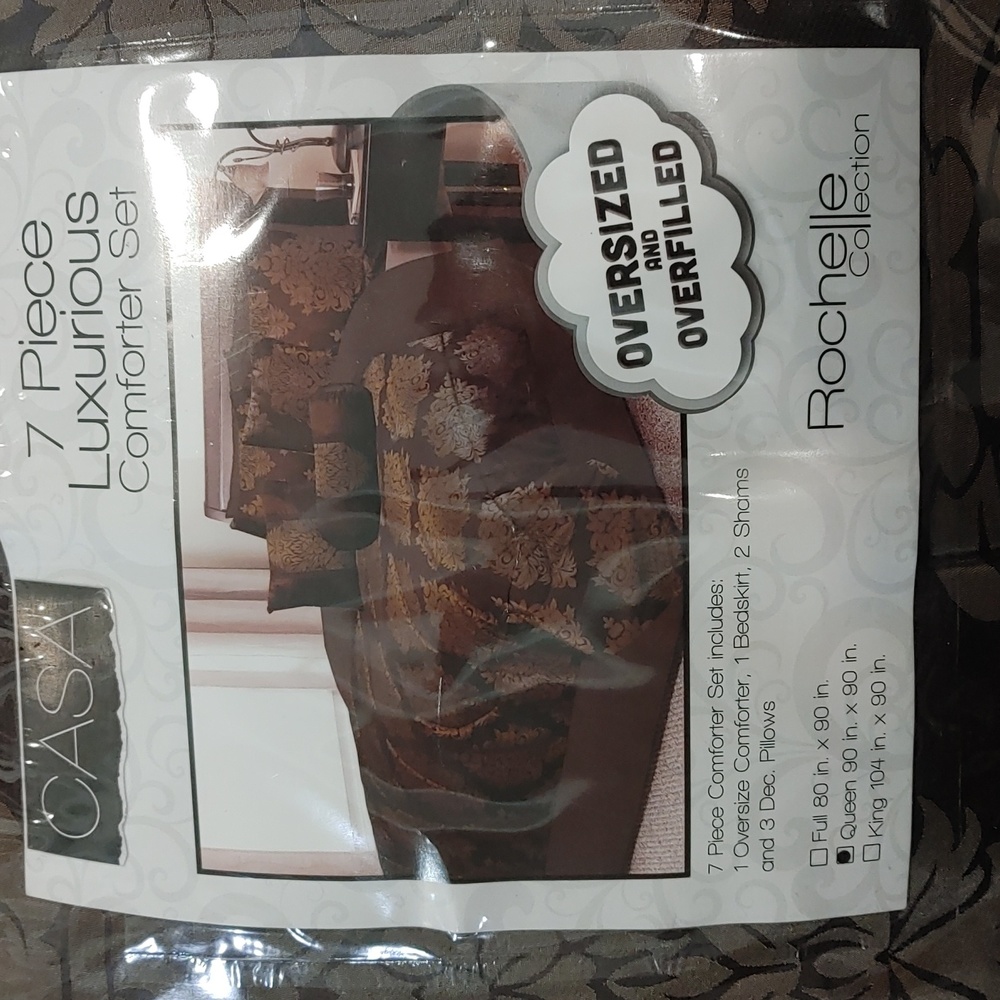 CASA
7 Piece
Luxurious
Comforter Set
OVERSIZED
AND
OVERFILLED
7 Piece Comforter Set includes:
1 Oversize Comforter, 1 Bedskirt, 2 Shams
and 3 Dec. Pillows
Full 80 in. x 90 in.
Queen 90 in. x 90 in.
King 104 in. x 90 in.
Rochelle
Collection